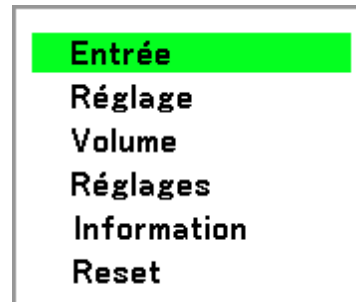 Entrée
Réglage
Volume
Réglages
Information
Reset